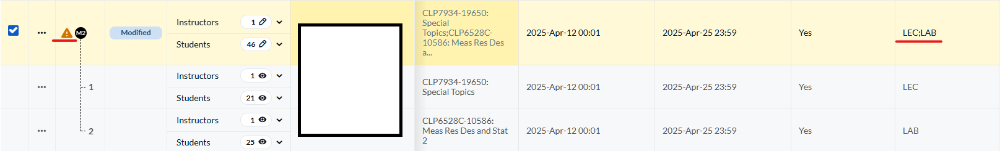 M2
Modified
Instructors 1
Students 46
CLP7934-19650:
Special
Topics;CLP6528C-
10586: Meas Res Des
a...
2025-Apr-12 00:01
2025-Apr-25 23:59
Yes
LEC;LAB
1
Instructors 1
Students 21
CLP7934-19650:
Special Topics
2025-Apr-12 00:01
2025-Apr-25 23:59
Yes
LEC
2
Instructors 1
Students 25
CLP6528C-10586:
Meas Res Des and Stat
2
2025-Apr-12 00:01
2025-Apr-25 23:59
Yes
LAB